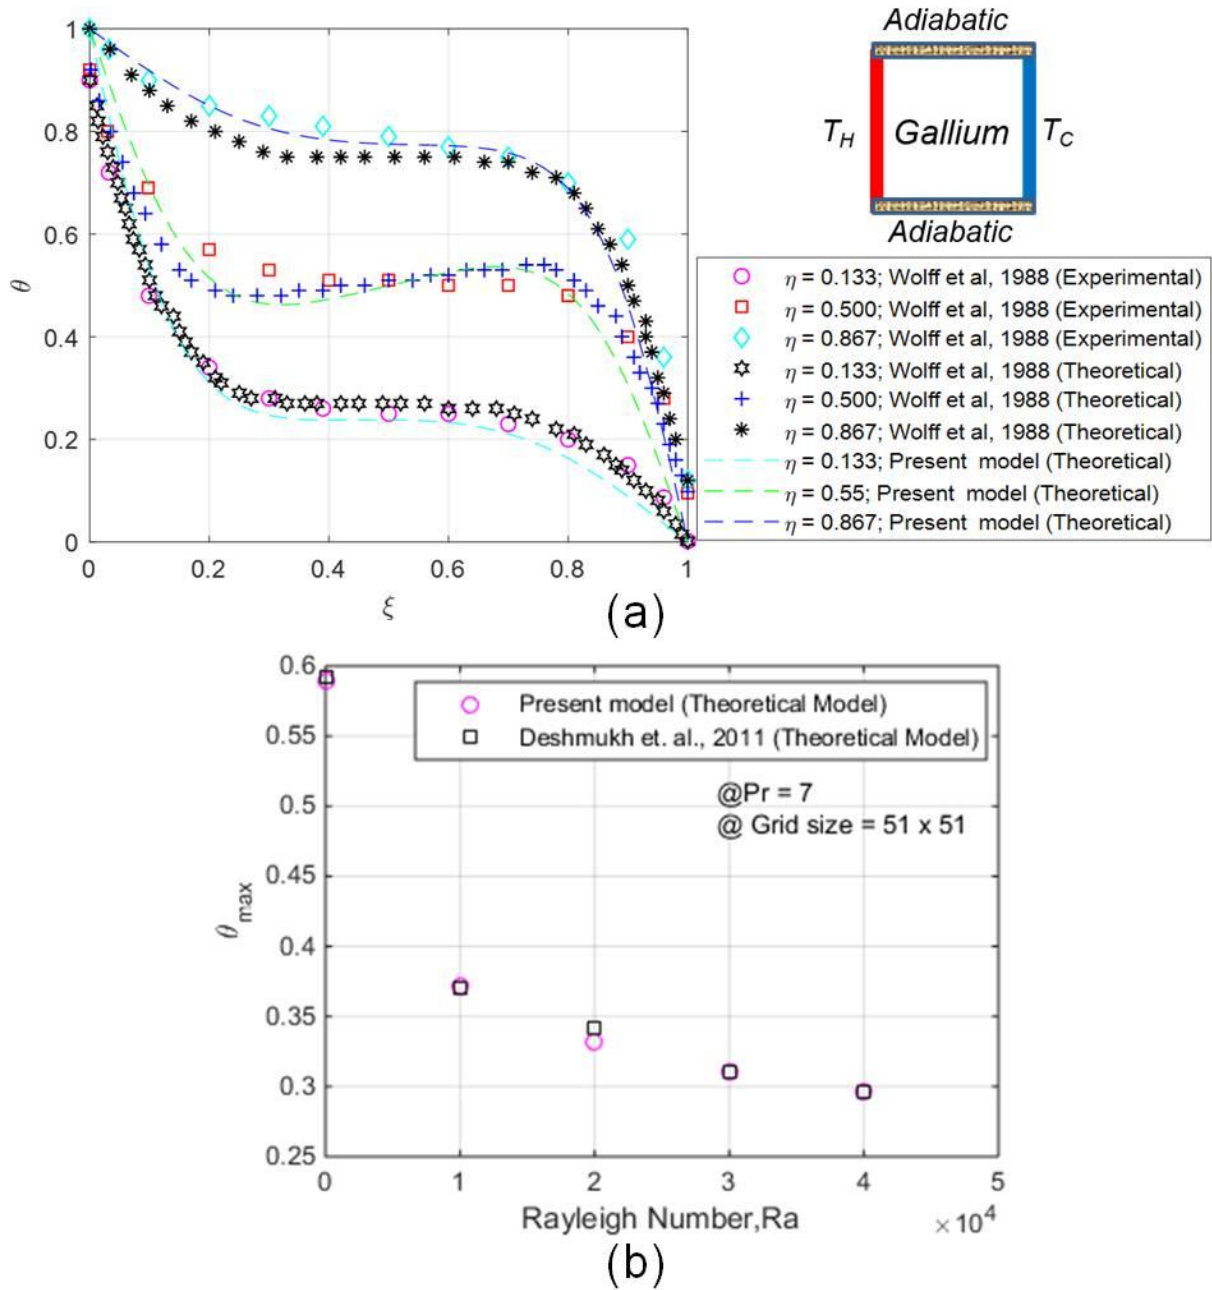 1
0.8
0.6
0.4
0.2
0
θ
0 0.2 0.4 0.6 0.8 1
ξ
(a)
Adiabatic
T_H Gallium T_C
Adiabatic
η = 0.133; Wolff et al, 1988 (Experimental)
η = 0.500; Wolff et al, 1988 (Experimental)
η = 0.867; Wolff et al, 1988 (Experimental)
η = 0.133; Wolff et al, 1988 (Theoretical)
η = 0.500; Wolff et al, 1988 (Theoretical)
η = 0.867; Wolff et al, 1988 (Theoretical)
η = 0.133; Present model (Theoretical)
η = 0.55; Present model (Theoretical)
η = 0.867; Present model (Theoretical)
0.6
0.55
0.5
0.45
0.4
0.35
0.3
0.25
θ_max
Present model (Theoretical Model)
Deshmukh et. al., 2011 (Theoretical Model)
@Pr = 7
@ Grid size = 51 x 51
0 1 2 3 4 5
Rayleigh Number,Ra
×10⁴
(b)